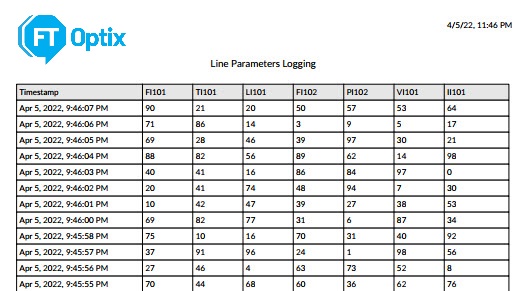 FT Optix
4/5/22, 11:46 PM
Line Parameters Logging
Timestamp FI101 TI101 LI101 FI102 PI102 VI101 II101
Apr 5, 2022, 9:46:07 PM 90 21 20 50 57 53 64
Apr 5, 2022, 9:46:06 PM 71 86 14 3 9 5 17
Apr 5, 2022, 9:46:05 PM 69 28 46 39 97 30 21
Apr 5, 2022, 9:46:04 PM 88 82 56 89 62 14 98
Apr 5, 2022, 9:46:03 PM 40 41 16 86 84 97 0
Apr 5, 2022, 9:46:02 PM 20 41 74 48 94 7 30
Apr 5, 2022, 9:46:01 PM 10 42 47 39 27 38 53
Apr 5, 2022, 9:46:00 PM 69 82 77 31 6 87 34
Apr 5, 2022, 9:45:58 PM 75 10 16 70 31 40 92
Apr 5, 2022, 9:45:57 PM 37 91 96 24 1 98 56
Apr 5, 2022, 9:45:56 PM 27 46 4 63 73 52 8
Apr 5, 2022, 9:45:55 PM 70 44 68 60 36 62 76